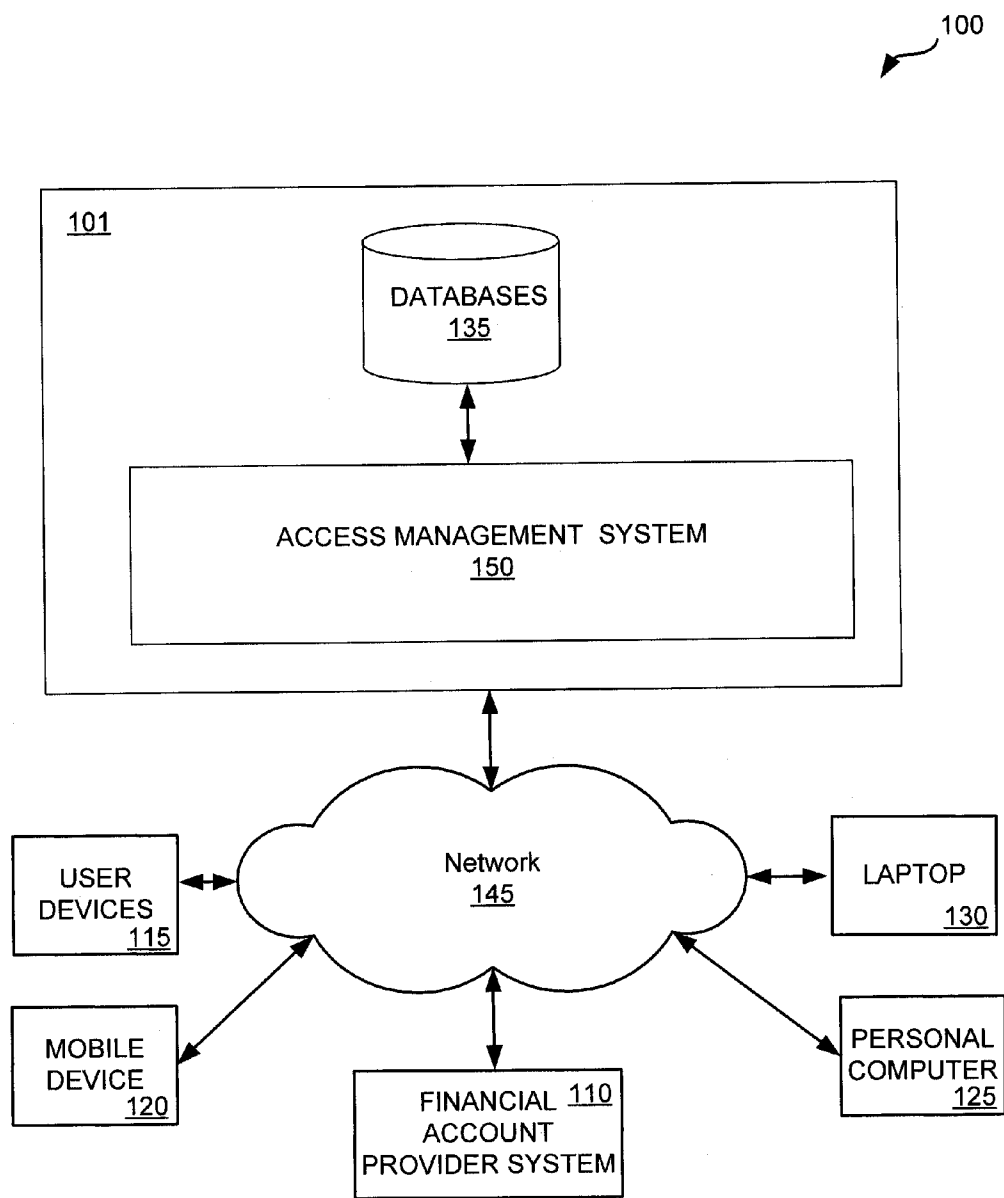 100
101
DATABASES
135
ACCESS MANAGEMENT SYSTEM
150
Network
145
USER
DEVICES
115
LAPTOP
130
MOBILE
DEVICE
120
PERSONAL
COMPUTER
125
FINANCIAL 110
ACCOUNT
PROVIDER SYSTEM